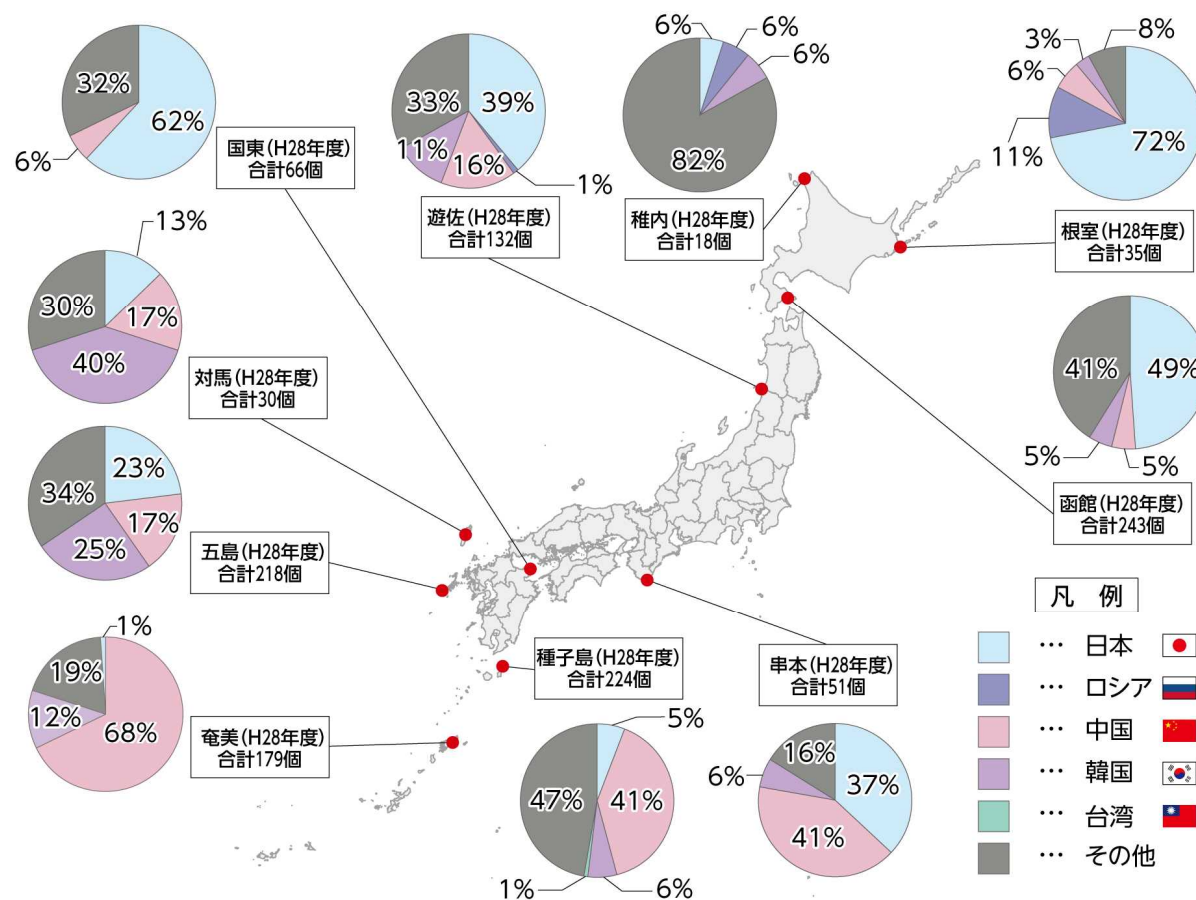 32%
62%
6%
国東(H28年度)
合計66個
33%
39%
11%
16%
1%
遊佐(H28年度)
合計132個
6%
6%
6%
82%
稚内(H28年度)
合計18個
3%
8%
6%
11%
72%
根室(H28年度)
合計35個
13%
30%
17%
40%
対馬(H28年度)
合計30個
41%
49%
5%
5%
函館(H28年度)
合計243個
23%
34%
17%
25%
五島(H28年度)
合計218個
1%
19%
12%
68%
奄美(H28年度)
合計179個
種子島(H28年度)
合計224個
5%
47%
41%
1%
6%
串本(H28年度)
合計51個
16%
6%
37%
41%
凡 例
… 日本
… ロシア
… 中国
… 韓国
… 台湾
… その他